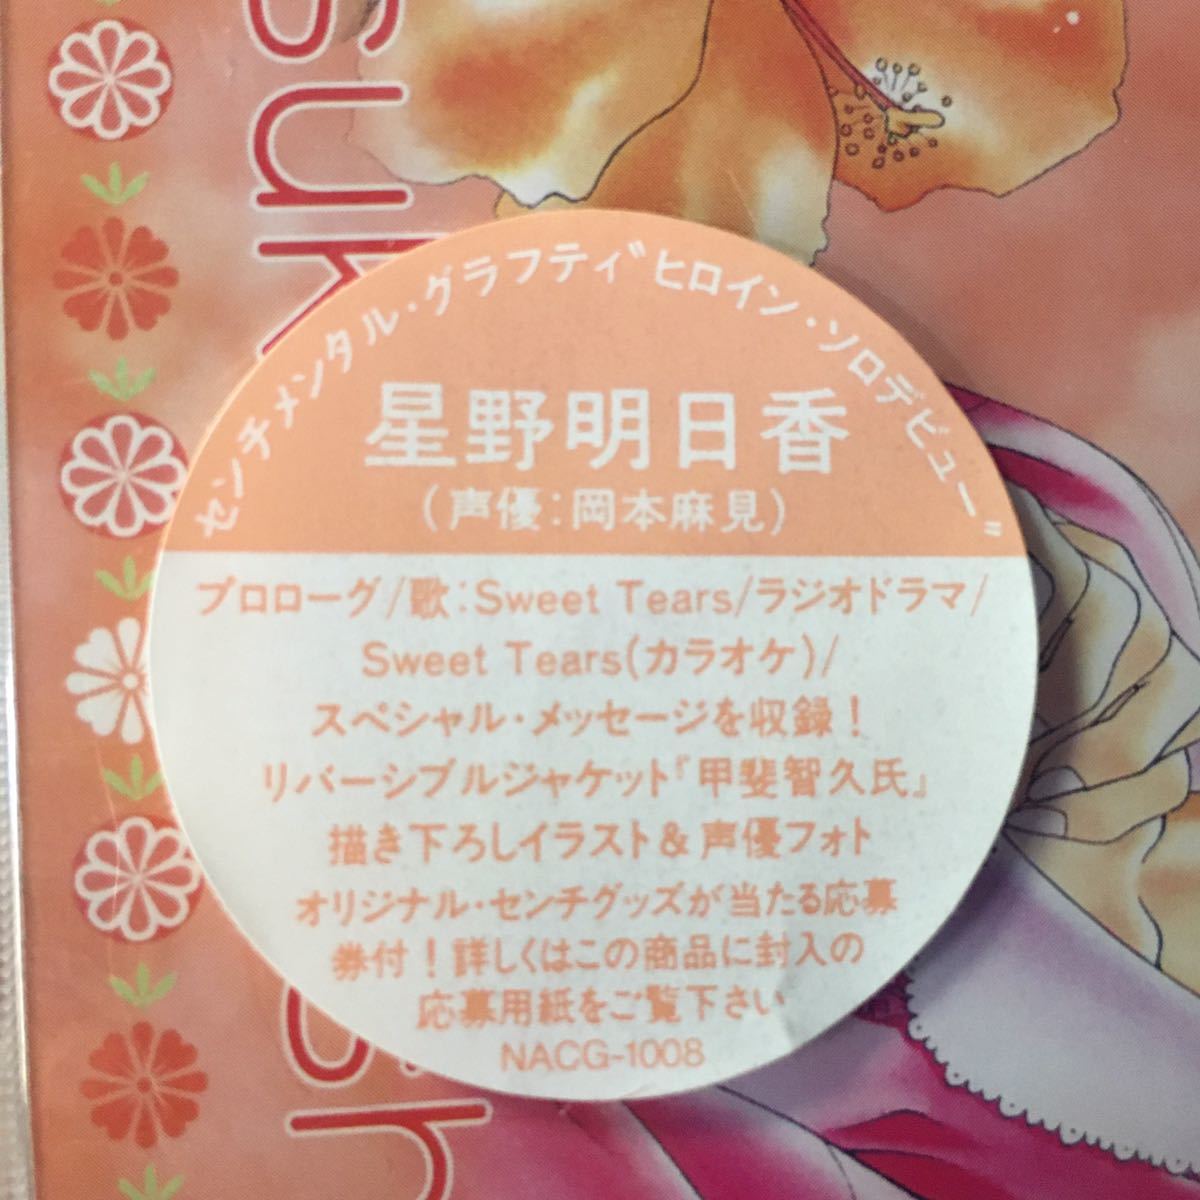 センチメンタル・グラフティ"ヒロイン・ソロデビュー"
星野明日香
(声優:岡本麻見)
プロローグ/歌:Sweet Tears/ラジオドラマ/
Sweet Tears(カラオケ)/
スペシャル・メッセージを収録!
リバーシブルジャケット『甲斐智久氏』
描き下ろしイラスト&声優フォト
オリジナル・センチグッズが当たる応募
券付!詳しくはこの商品に封入の
応募用紙をご覧下さい
NACG-1008